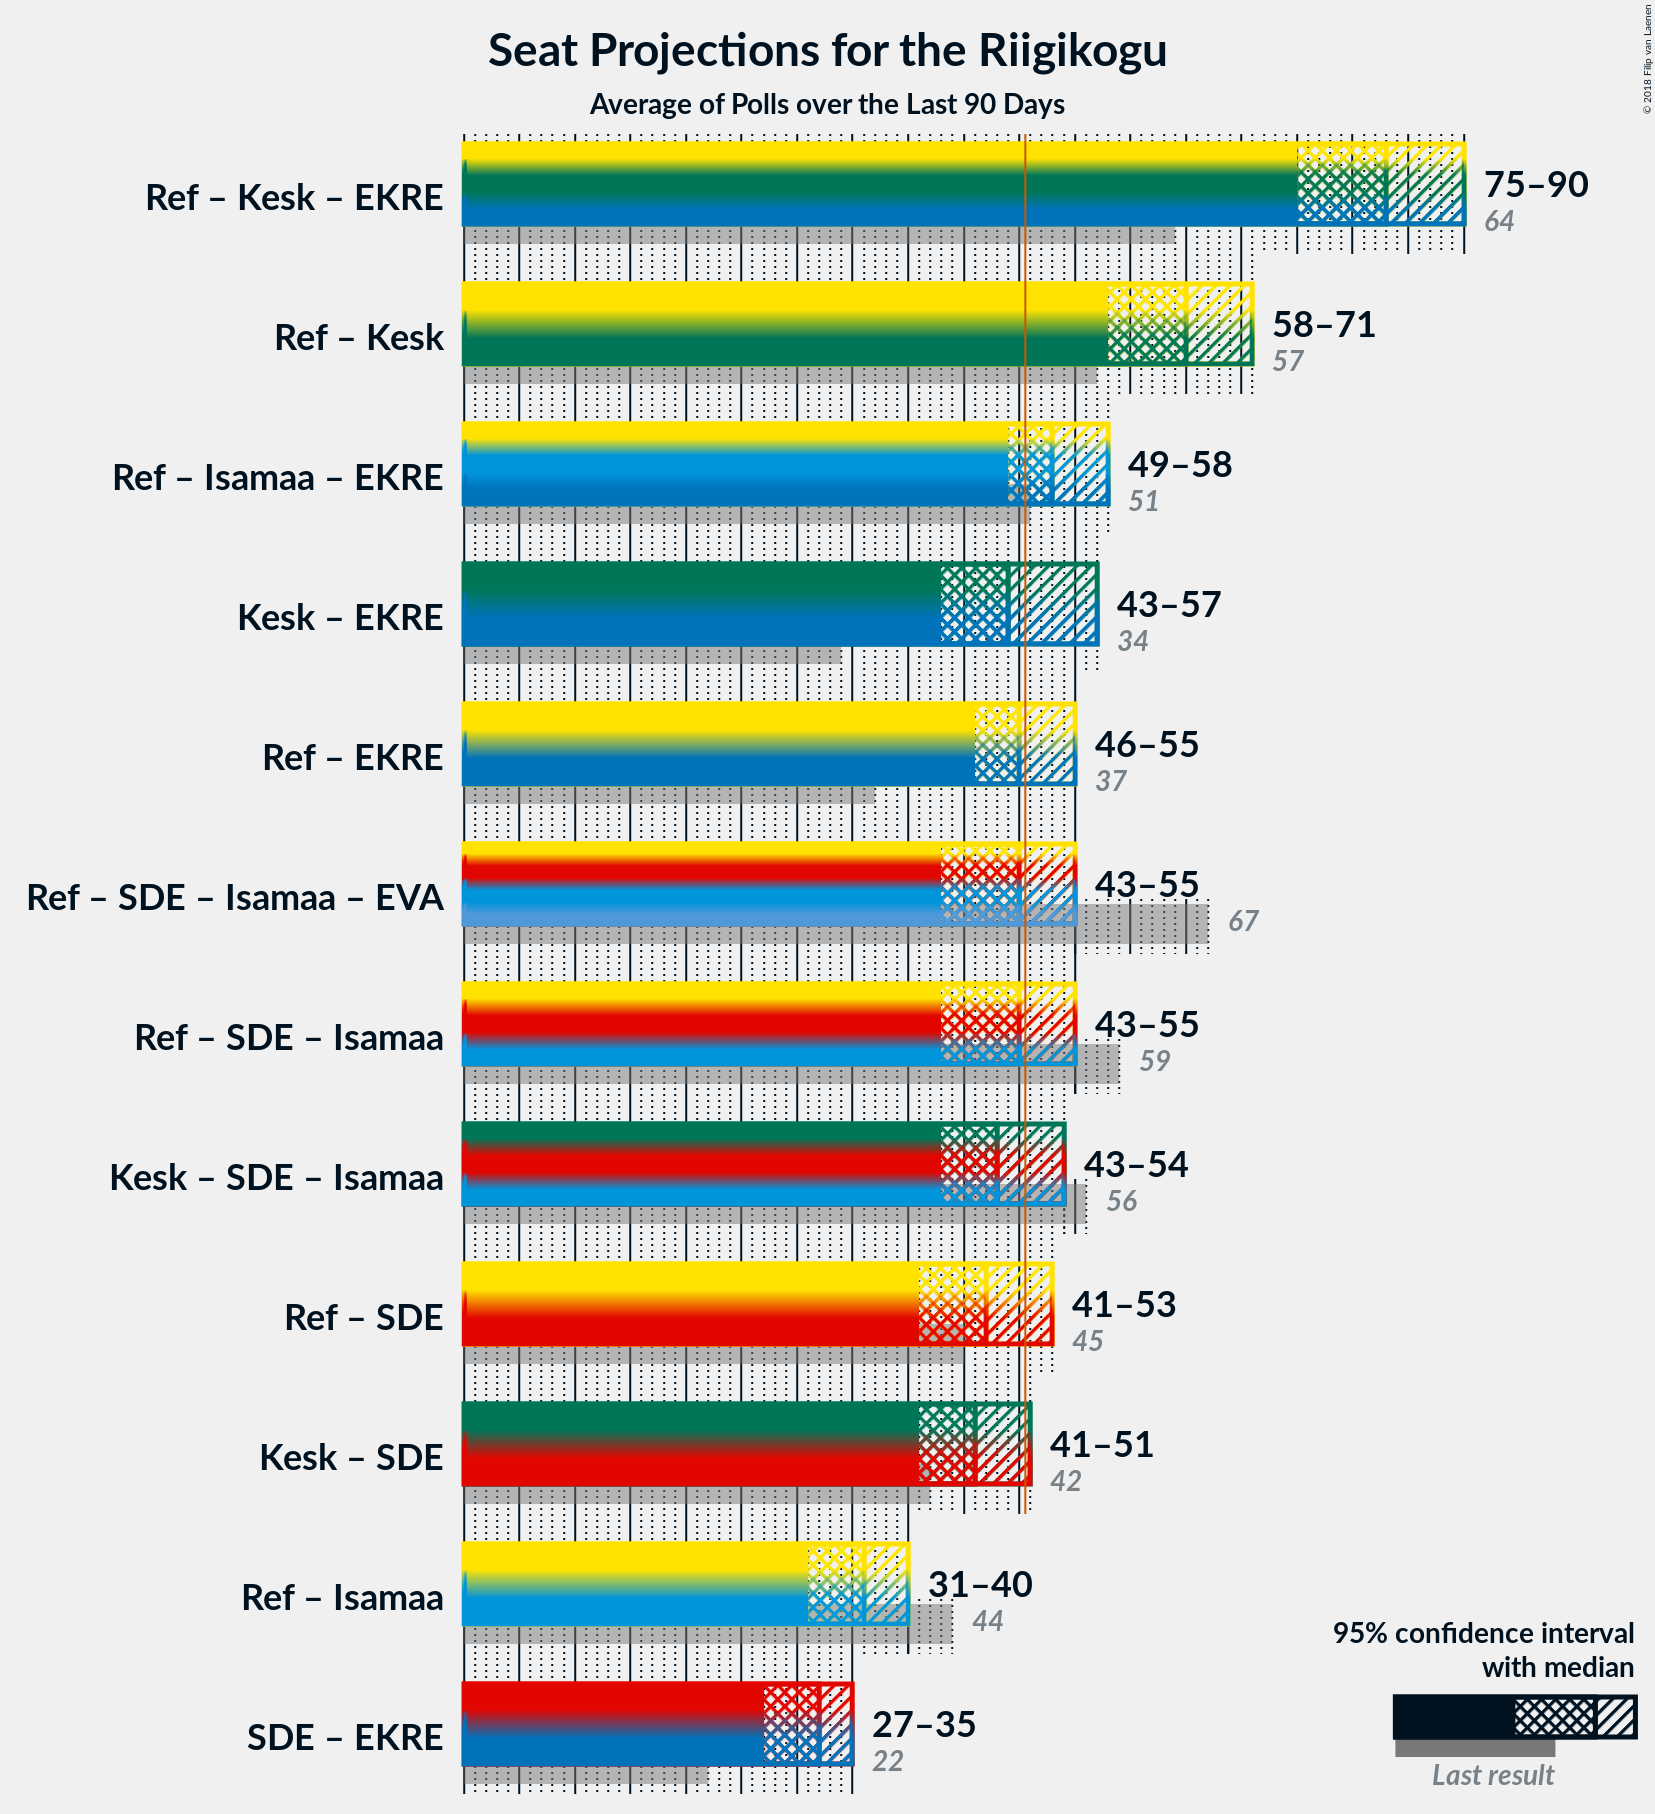 Seat Projections for the Riigikogu
Average of Polls over the Last 90 Days
© 2018 Filip van Laenen
Ref – Kesk – EKRE
75–90
64
Ref – Kesk
58–71
57
Ref – Isamaa – EKRE
49–58
51
Kesk – EKRE
43–57
34
Ref – EKRE
46–55
37
Ref – SDE – Isamaa – EVA
43–55
67
Ref – SDE – Isamaa
43–55
59
Kesk – SDE – Isamaa
43–54
56
Ref – SDE
41–53
45
Kesk – SDE
41–51
42
Ref – Isamaa
31–40
44
SDE – EKRE
27–35
22
95% confidence interval
with median
Last result